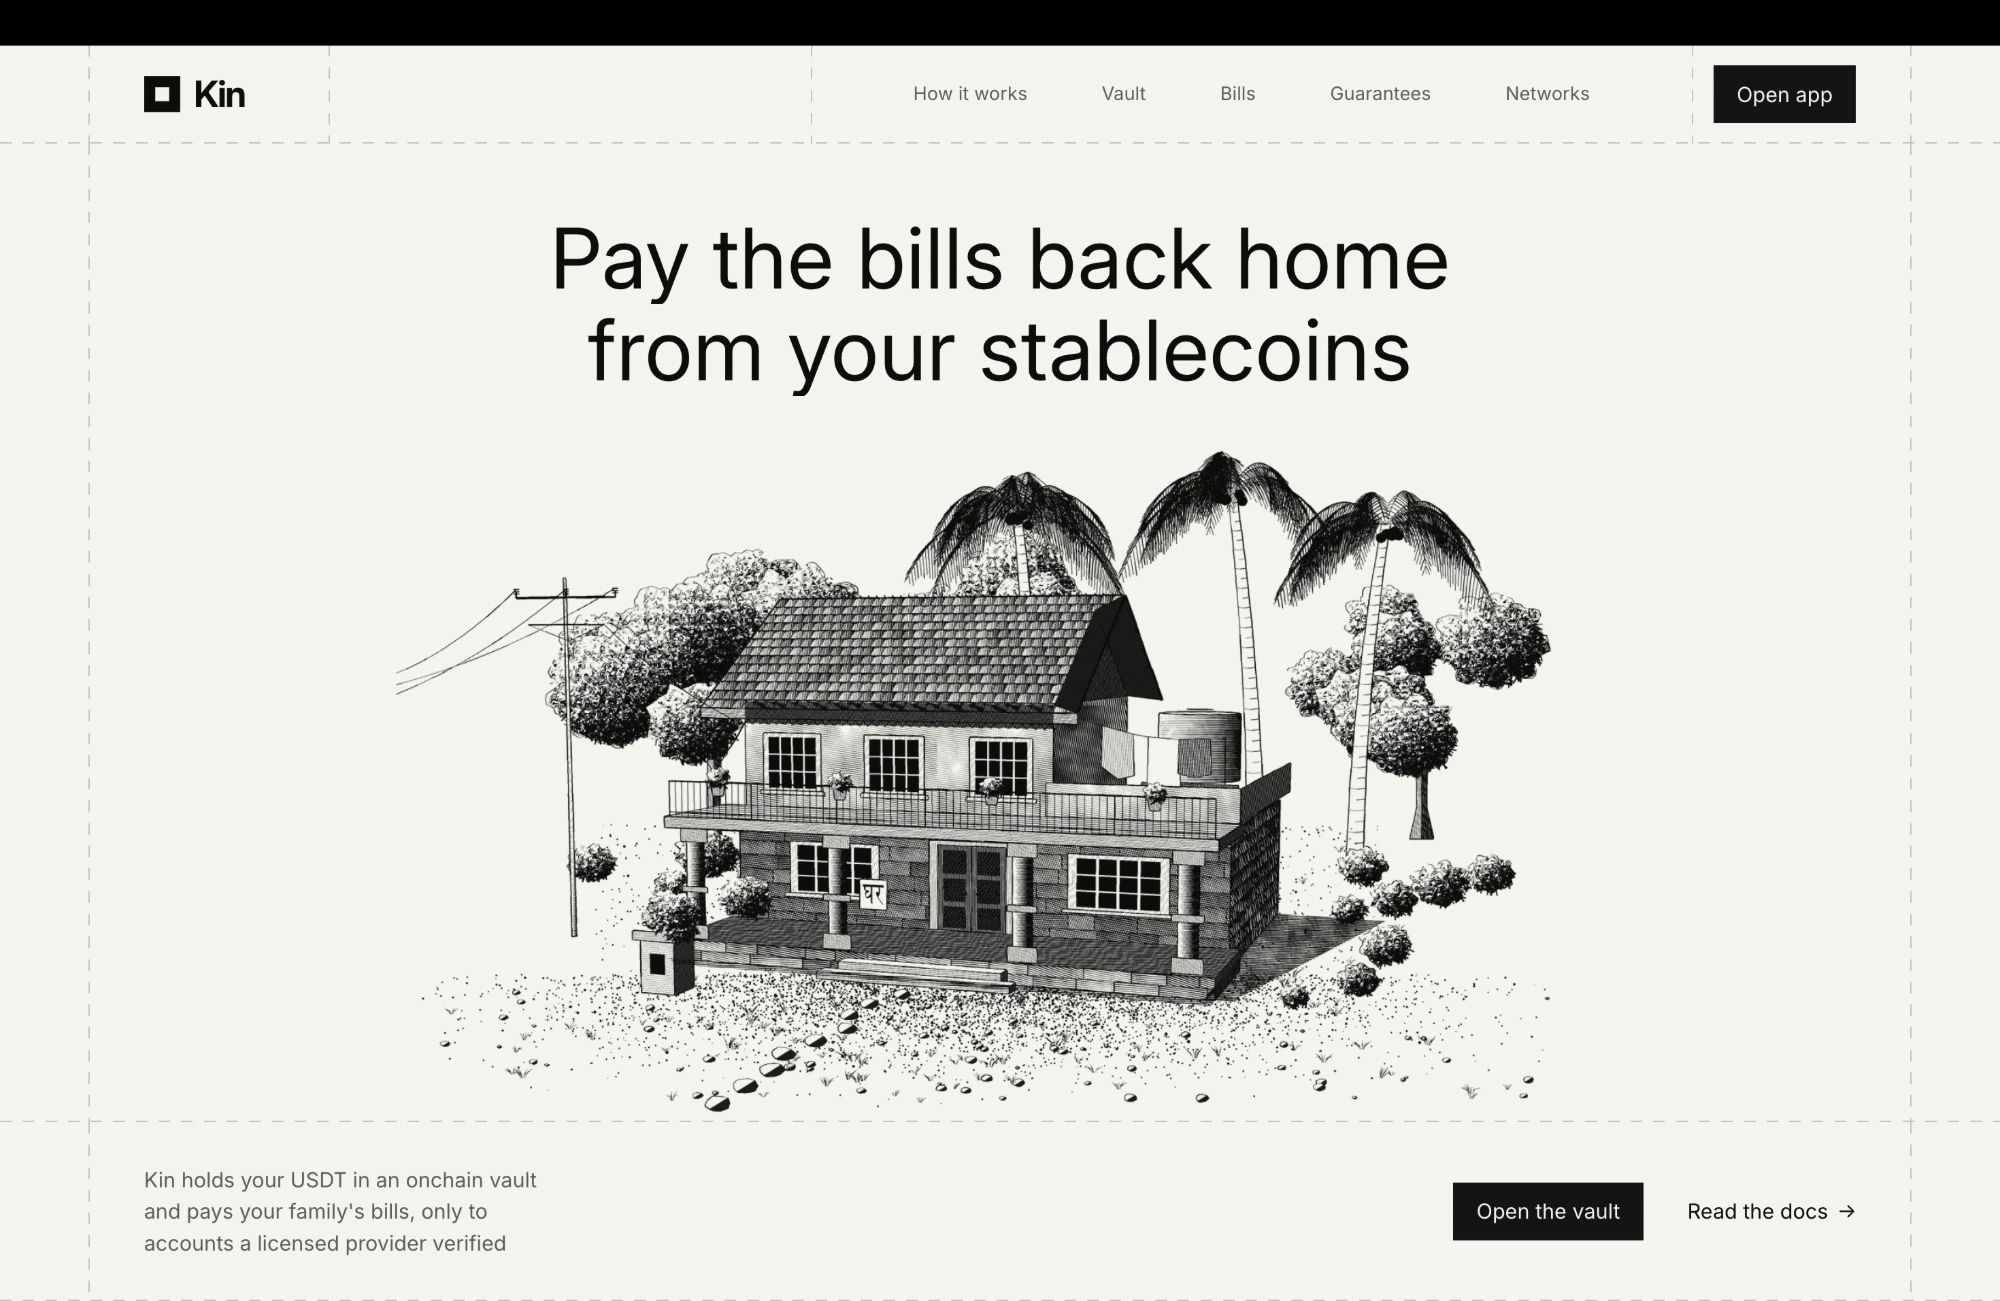 Kin
How it works
Vault
Bills
Guarantees
Networks
Open app
Pay the bills back home
from your stablecoins
घर
Kin holds your USDT in an onchain vault
and pays your family's bills, only to
accounts a licensed provider verified
Open the vault
Read the docs →